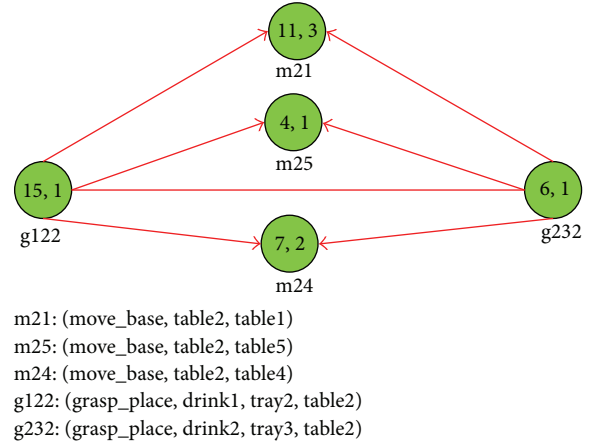 11, 3
m21
4, 1
m25
15, 1
g122
6, 1
g232
7, 2
m24
m21: (move_base, table2, table1)
m25: (move_base, table2, table5)
m24: (move_base, table2, table4)
g122: (grasp_place, drink1, tray2, table2)
g232: (grasp_place, drink2, tray3, table2)